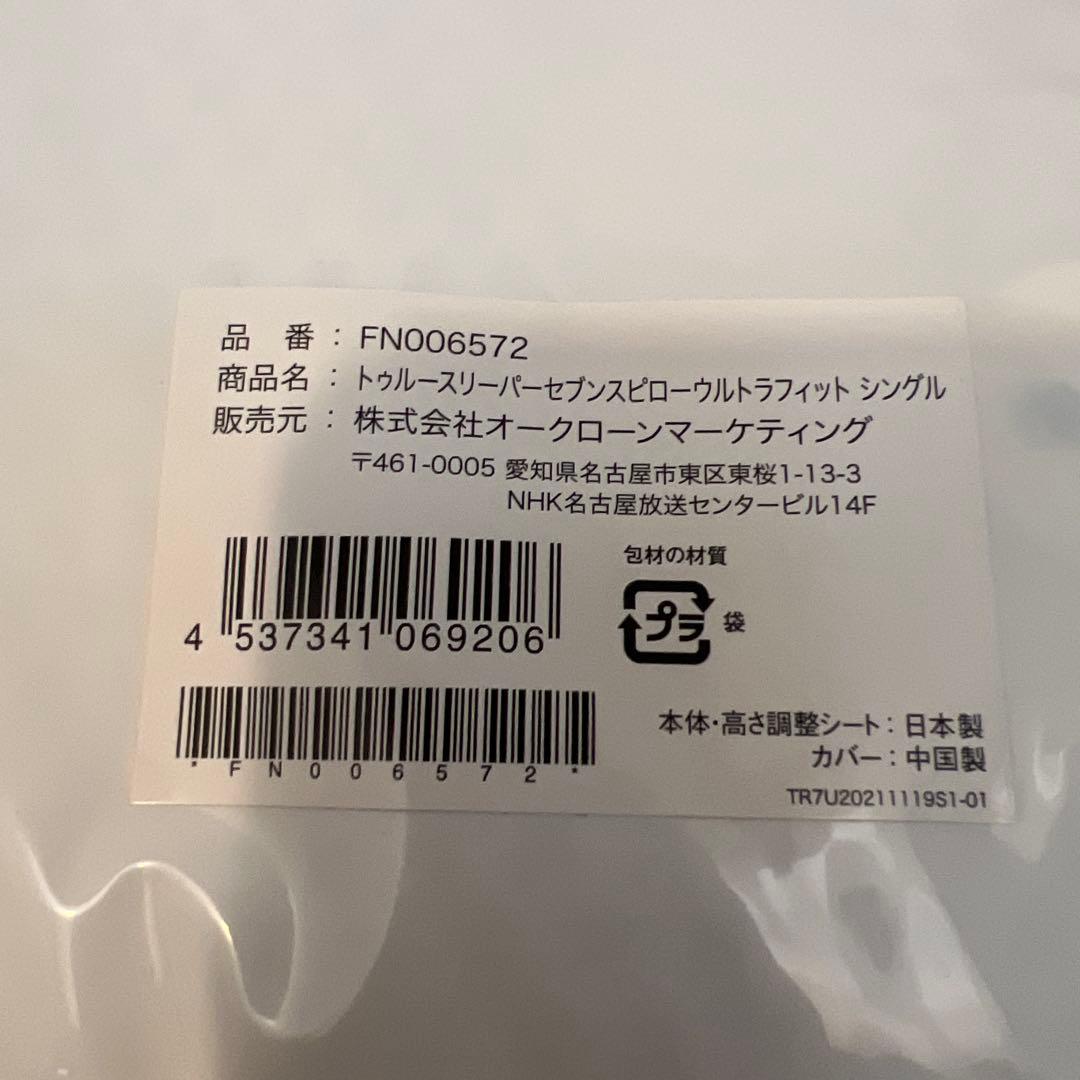 品　番 : FN006572
商品名 : トゥルースリーパーセブンスピローウルトラフィット シングル
販売元 : 株式会社オークローンマーケティング
〒461-0005 愛知県名古屋市東区東桜1-13-3
NHK名古屋放送センタービル14F
包材の材質
プラ 袋
4 537341 069206
*FN006572*
本体・高さ調整シート : 日本製
カバー : 中国製
TR7U20211119S1-01